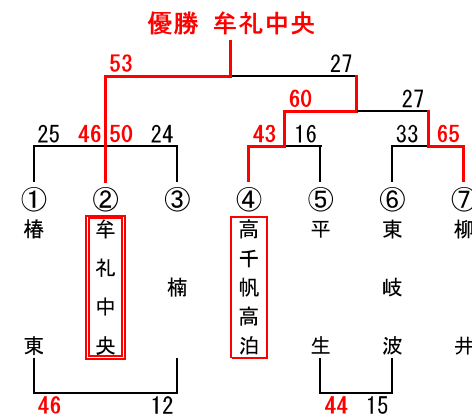 優勝 牟礼中央
53 27
60 27
25 46 50 24 43 16 33 65
① ② ③ ④ ⑤ ⑥ ⑦
椿東
牟礼中央
楠
高千帆高泊
平生
東岐波
柳井
46 12 44 15